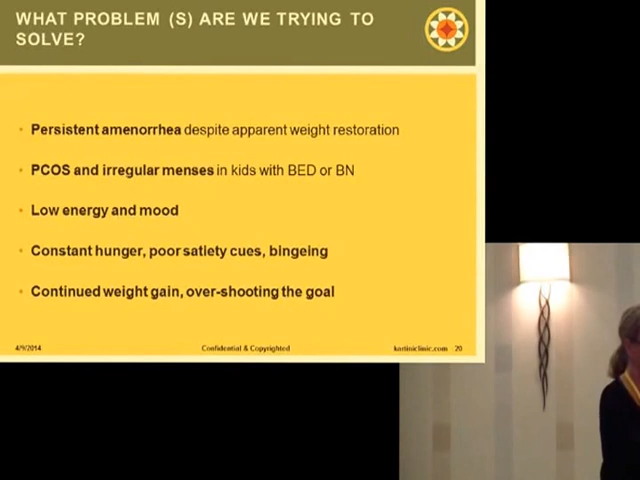 WHAT PROBLEM (S) ARE WE TRYING TO
SOLVE?
Persistent amenorrhea despite apparent weight restoration
PCOS and irregular menses in kids with BED or BN
Low energy and mood
Constant hunger, poor satiety cues, bingeing
Continued weight gain, over-shooting the goal
4/9/2014 Confidential & Copyrighted kartiniclinic.com 20